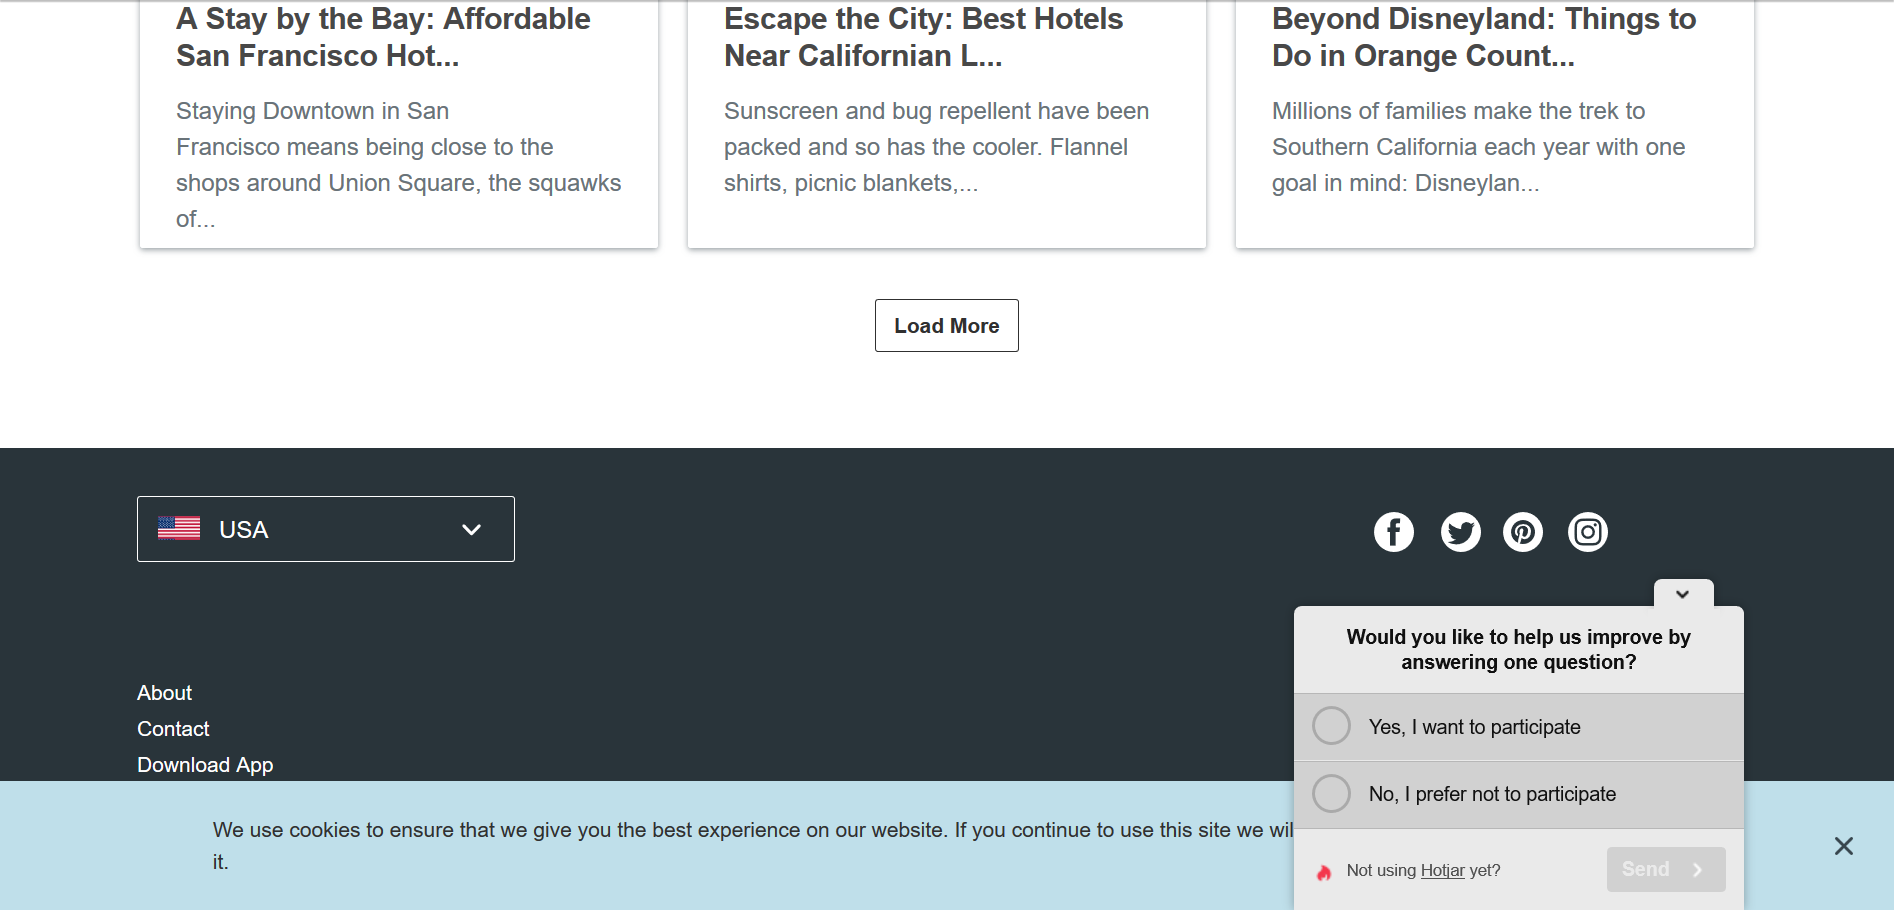 A Stay by the Bay: Affordable
San Francisco Hot...
Staying Downtown in San
Francisco means being close to the
shops around Union Square, the squawks
of...
Escape the City: Best Hotels
Near Californian L...
Sunscreen and bug repellent have been
packed and so has the cooler. Flannel
shirts, picnic blankets,...
Beyond Disneyland: Things to
Do in Orange Count...
Millions of families make the trek to
Southern California each year with one
goal in mind: Disneylan...
Load More
USA
About
Contact
Download App
We use cookies to ensure that we give you the best experience on our website. If you continue to use this site we wil
it.
Would you like to help us improve by
answering one question?
Yes, I want to participate
No, I prefer not to participate
Not using Hotjar yet?
Send